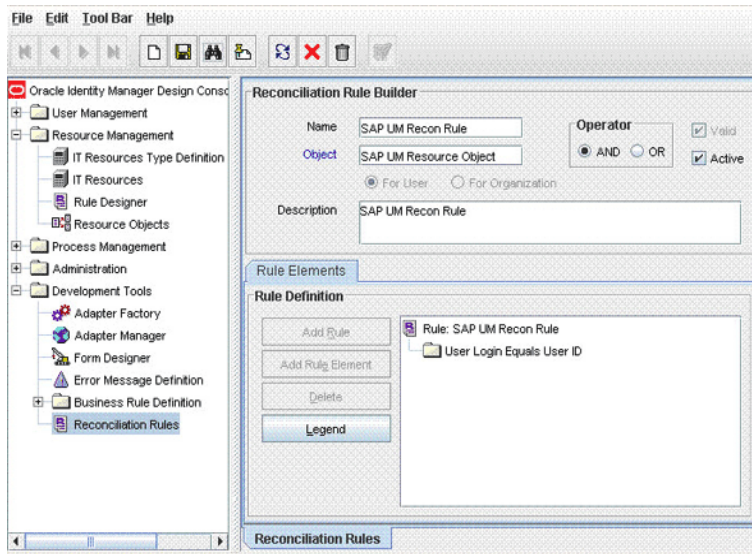 File Edit Tool Bar Help
Oracle Identity Manager Design Consc
User Management
Resource Management
IT Resources Type Definition
IT Resources
Rule Designer
Resource Objects
Process Management
Administration
Development Tools
Adapter Factory
Adapter Manager
Form Designer
Error Message Definition
Business Rule Definition
Reconciliation Rules
Reconciliation Rule Builder
Name SAP UM Recon Rule
Object SAP UM Resource Object
For User For Organization
Operator
AND OR
Valid
Active
Description SAP UM Recon Rule
Rule Elements
Rule Definition
Add Rule
Add Rule Element
Delete
Legend
Rule: SAP UM Recon Rule
User Login Equals User ID
Reconciliation Rules